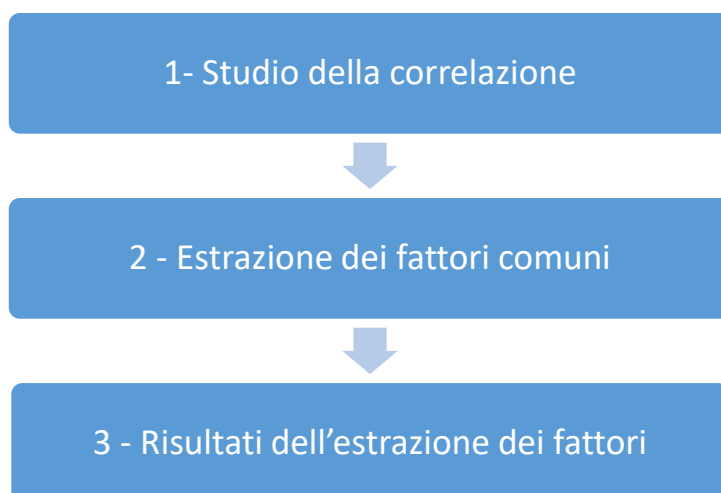 1- Studio della correlazione
2 - Estrazione dei fattori comuni
3 - Risultati dell’estrazione dei fattori